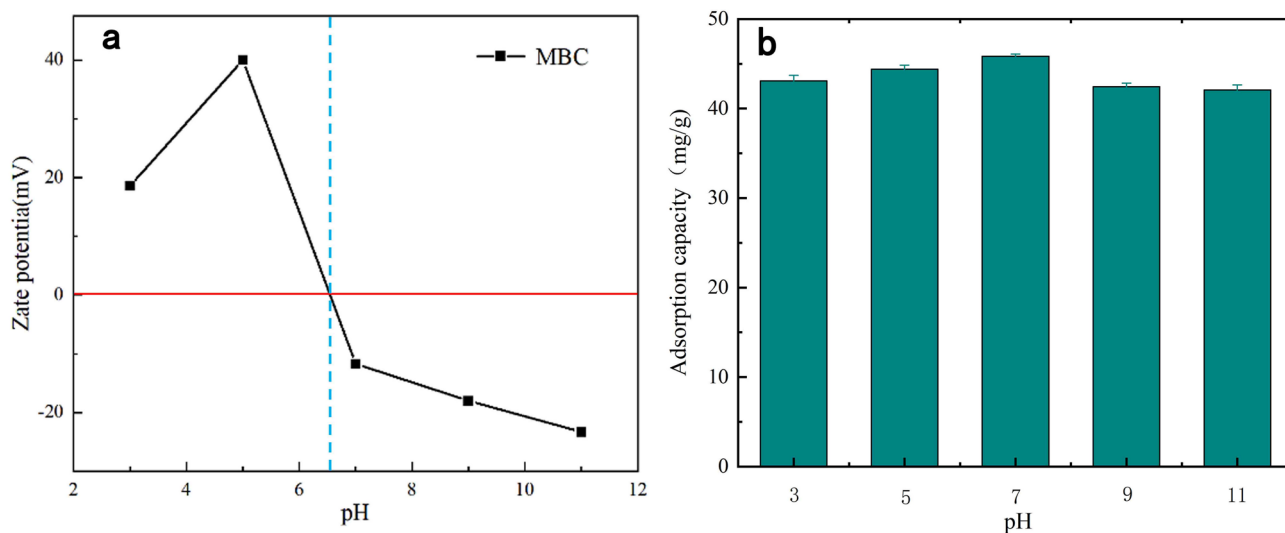 a
MBC
Zate potentia(mV)
40
20
0
-20
2 4 6 8 10 12
pH
b
Adsorption capacity（mg/g)
50
40
30
20
10
0
3 5 7 9 11
pH